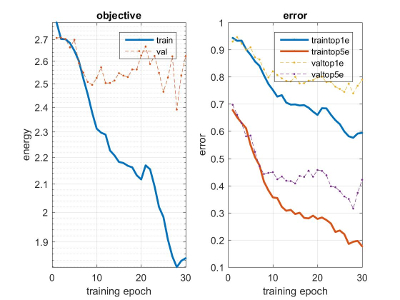 objective
train
val
2.7
2.6
2.5
2.4
2.3
2.2
2.1
2
1.9
energy
0
10
20
30
training epoch
error
traintop1e
traintop5e
valtop1e
valtop5e
1
0.9
0.8
0.7
0.6
0.5
0.4
0.3
0.2
0.1
error
0
10
20
30
training epoch